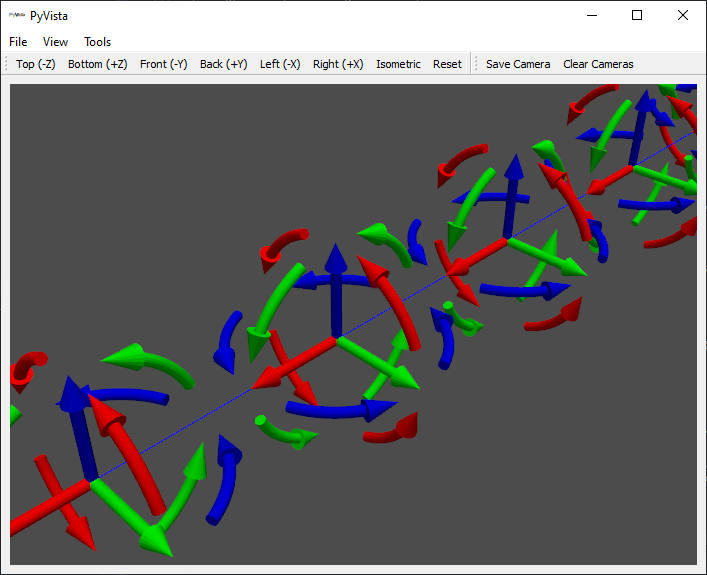 PyVista
File View Tools
Top (-Z) Bottom (+Z) Front (-Y) Back (+Y) Left (-X) Right (+X) Isometric Reset Save Camera Clear Cameras